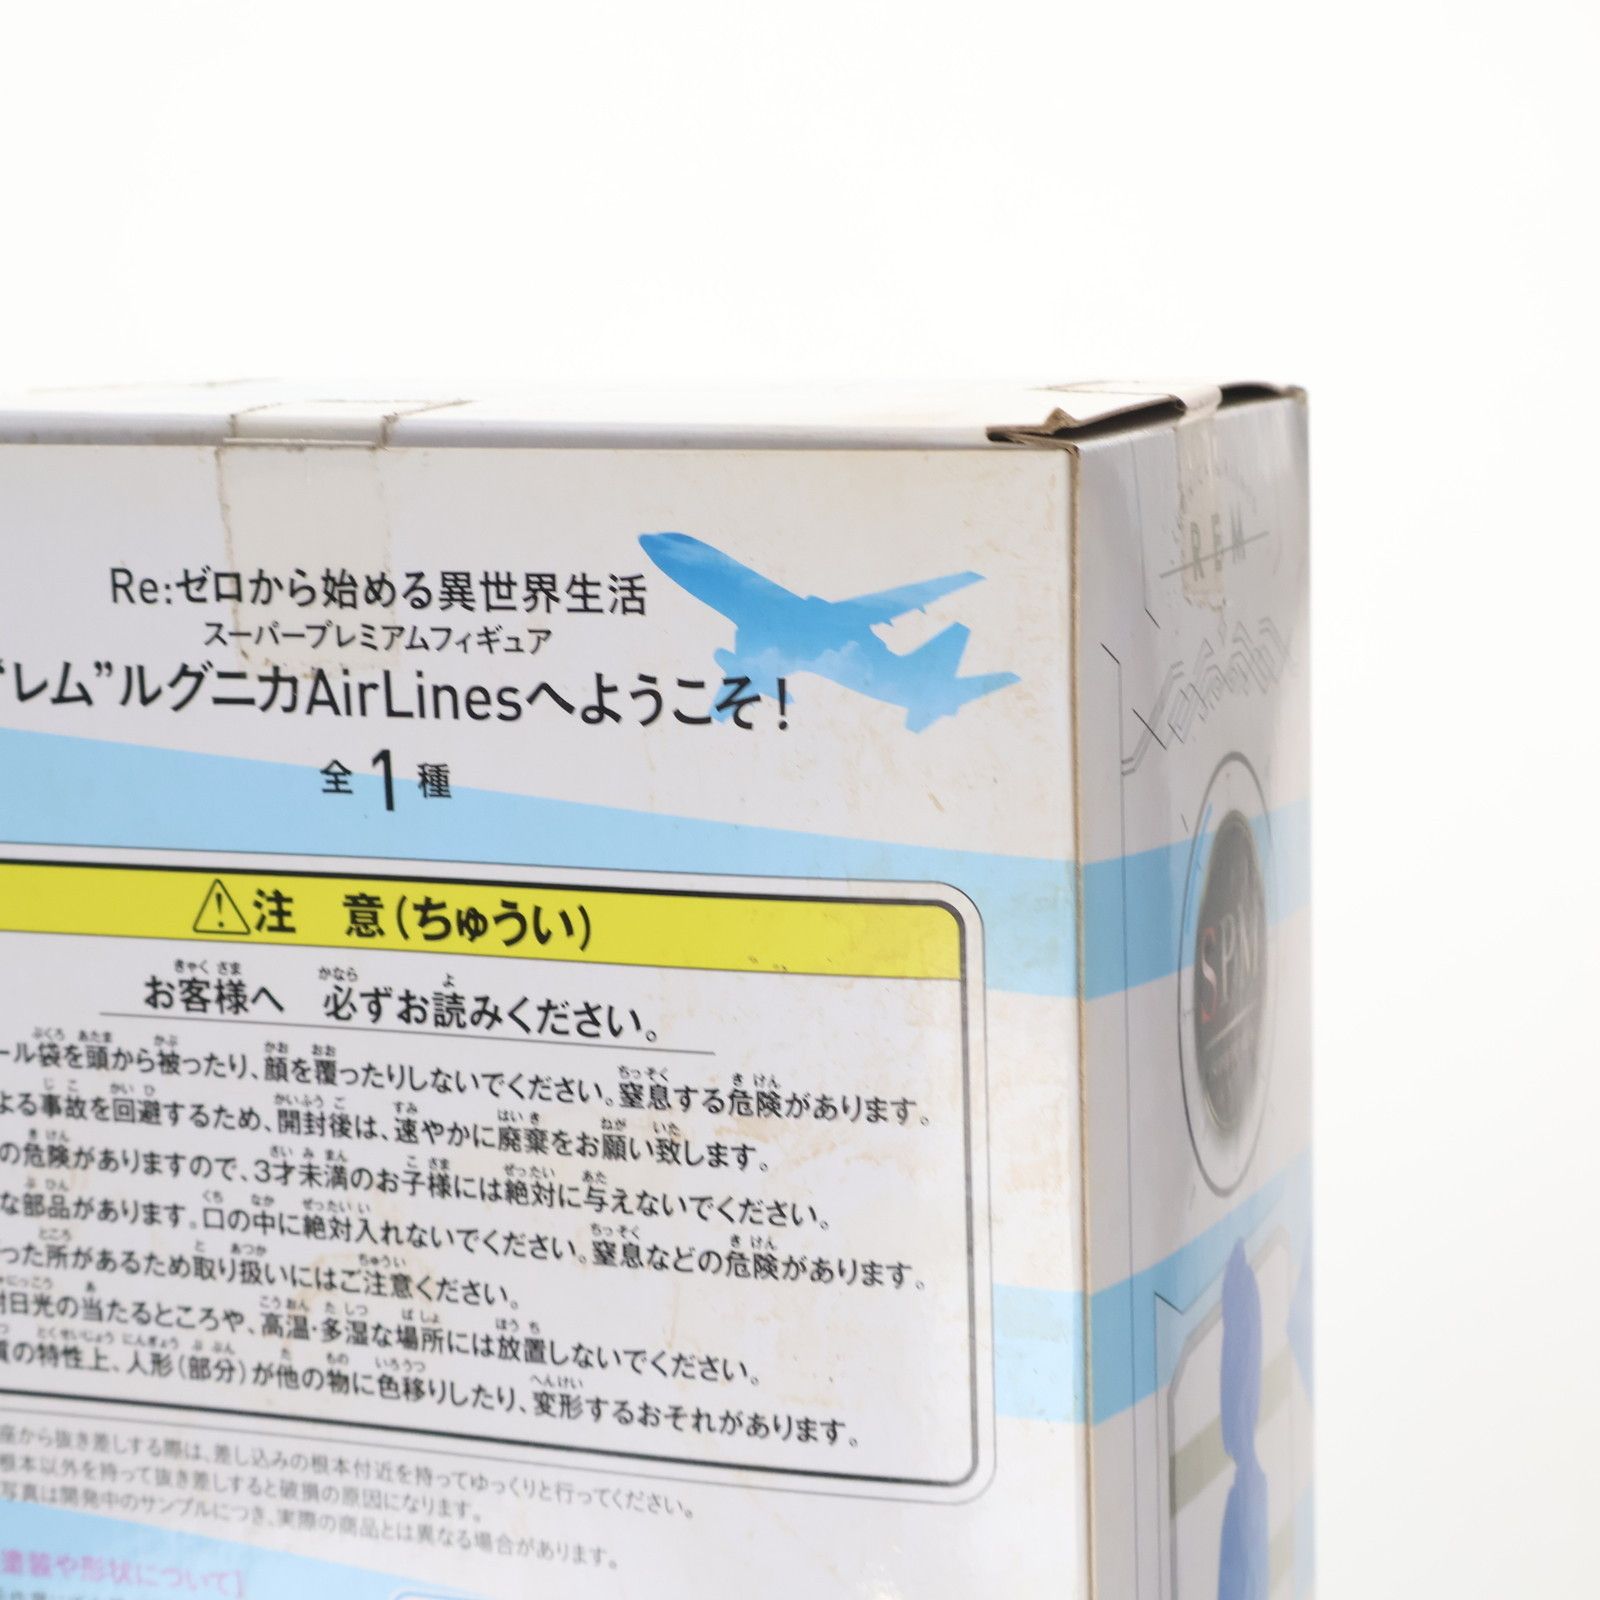 Re:ゼロから始める異世界生活
スーパープレミアムフィギュア
“レム”ルグニカAirLinesへようこそ!
全1種
注 意(ちゅうい)
お客様へ 必ずお読みください。
ール袋を頭から被ったり、顔を覆ったりしないでください。窒息する危険があります。
よる事故を回避するため、開封後は、速やかに廃棄をお願い致します。
の危険がありますので、3才未満のお子様には絶対に与えないでください。
な部品があります。口の中に絶対入れないでください。窒息などの危険があります。
った所があるため取り扱いにはご注意ください。
射日光の当たるところや、高温・多湿な場所には放置しないでください。
質の特性上、人形(部分)が他の物に色移りしたり、変形するおそれがあります。
座から抜き差しする際は、差し込みの根本付近を持ってゆっくりと行ってください。
根本以外を持って抜き差しすると破損の原因になります。
写真は開発中のサンプルにつき、実際の商品とは異なる場合があります。
塗装や形状について]
REM
SPM